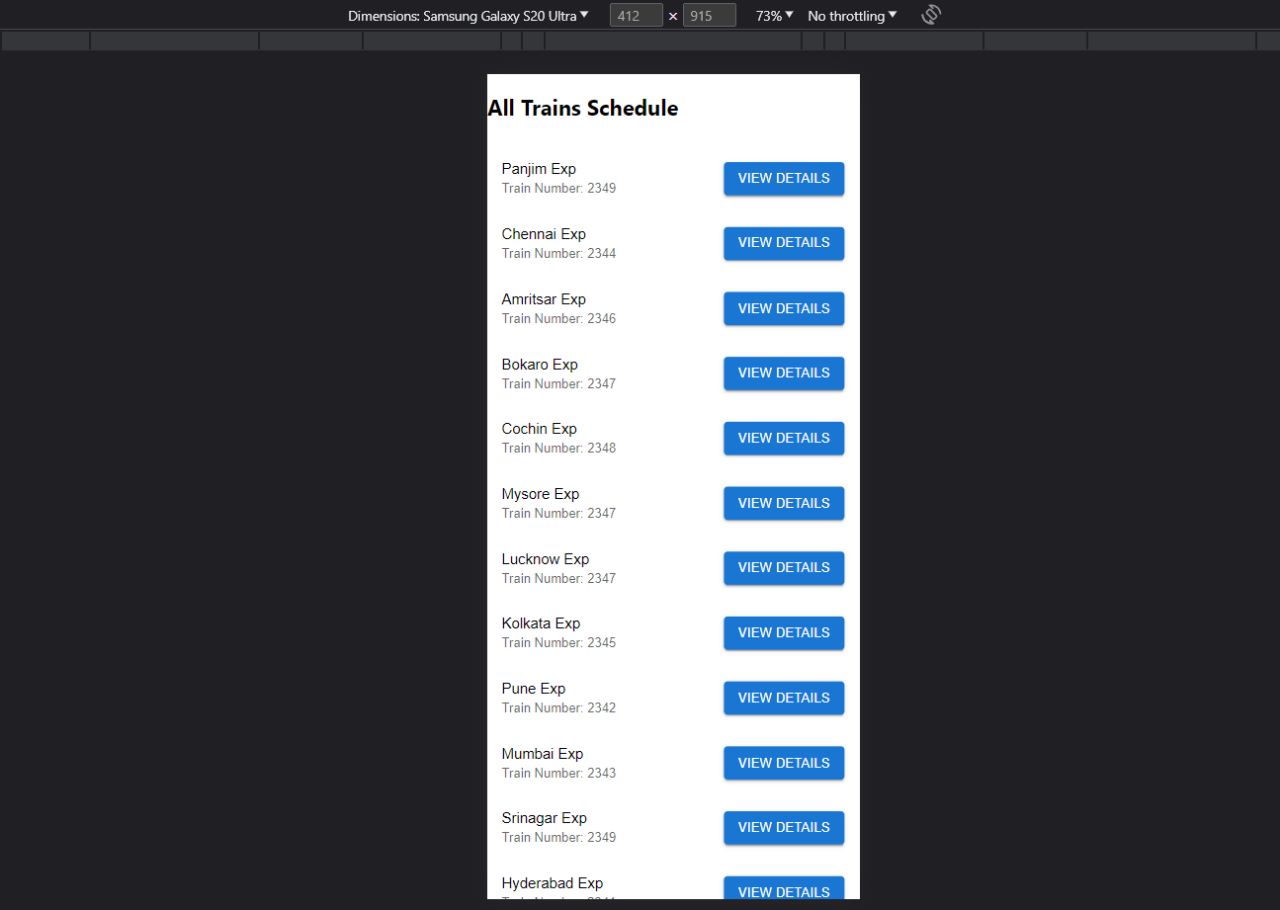 Dimensions: Samsung Galaxy S20 Ultra 412 × 915 73% No throttling
All Trains Schedule
Panjim Exp
Train Number: 2349
VIEW DETAILS
Chennai Exp
Train Number: 2344
VIEW DETAILS
Amritsar Exp
Train Number: 2346
VIEW DETAILS
Bokaro Exp
Train Number: 2347
VIEW DETAILS
Cochin Exp
Train Number: 2348
VIEW DETAILS
Mysore Exp
Train Number: 2347
VIEW DETAILS
Lucknow Exp
Train Number: 2347
VIEW DETAILS
Kolkata Exp
Train Number: 2345
VIEW DETAILS
Pune Exp
Train Number: 2342
VIEW DETAILS
Mumbai Exp
Train Number: 2343
VIEW DETAILS
Srinagar Exp
Train Number: 2349
VIEW DETAILS
Hyderabad Exp
VIEW DETAILS